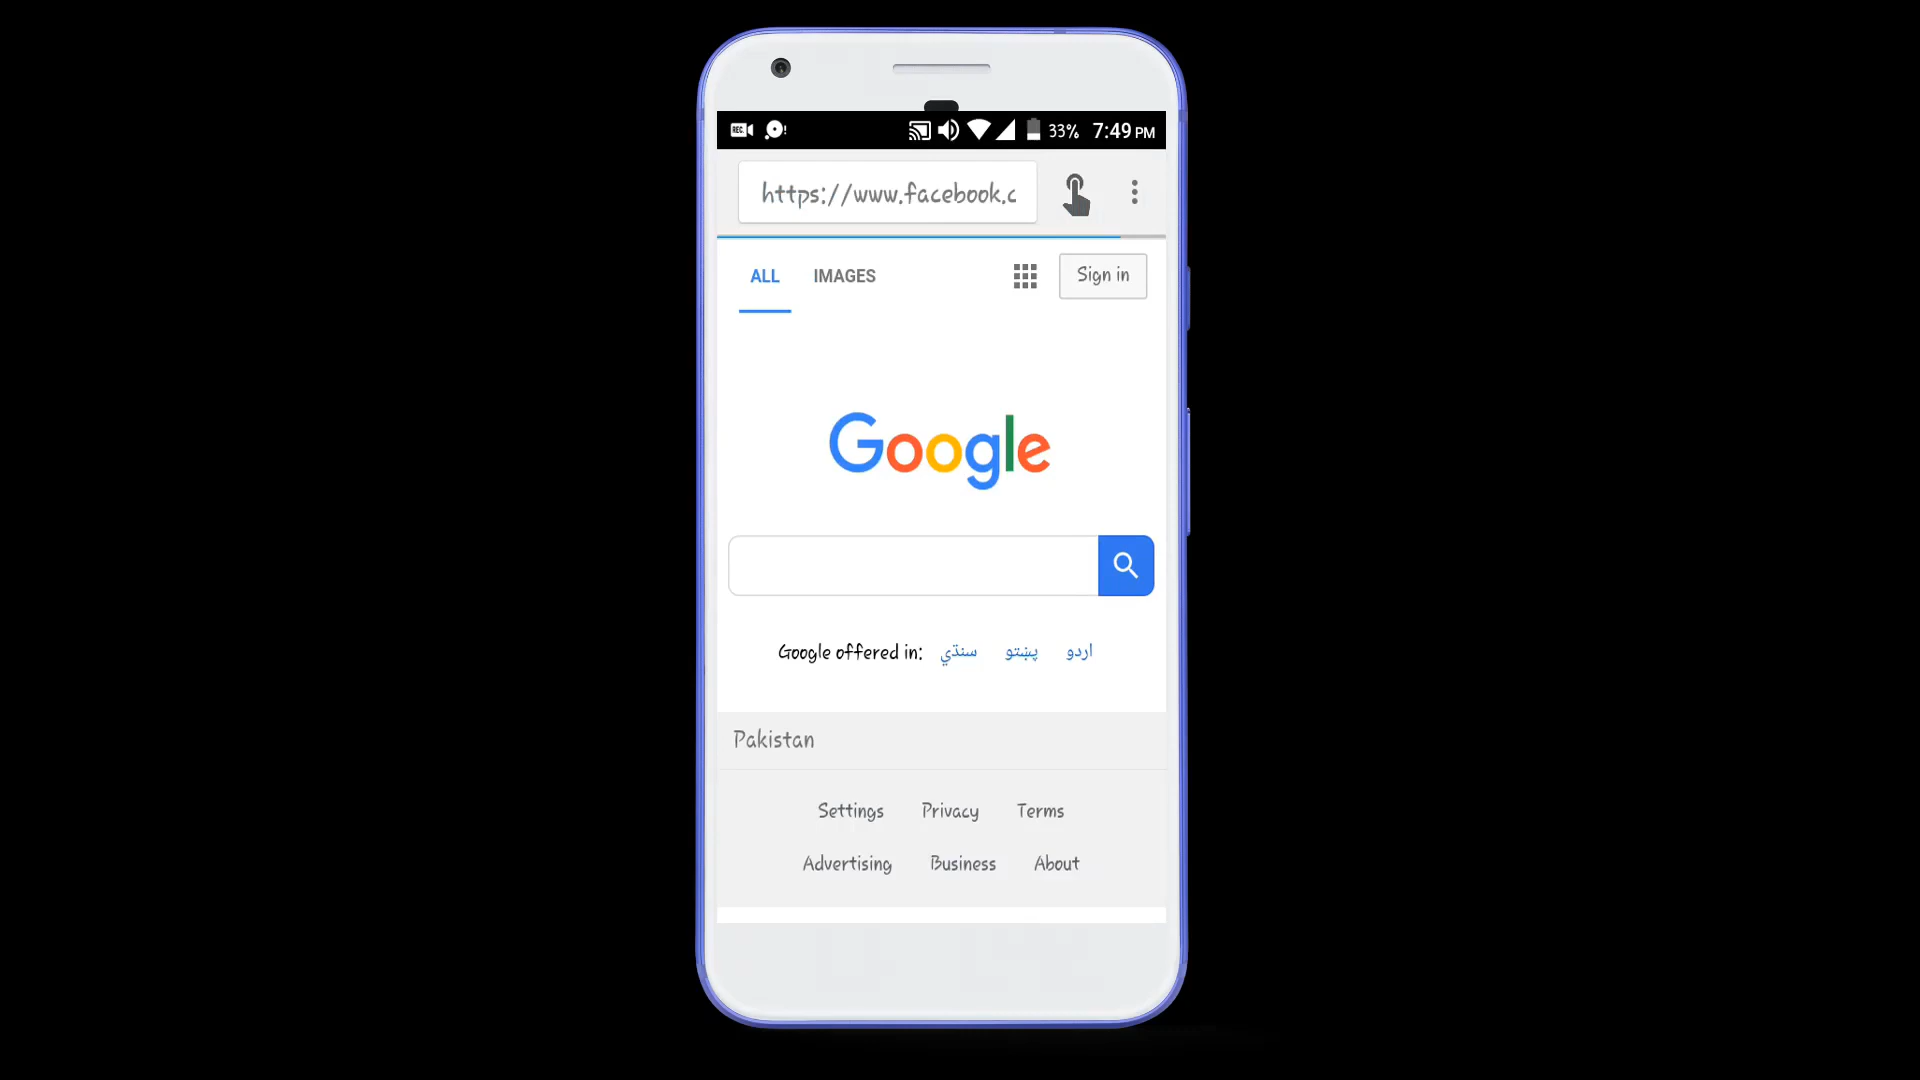 REC
33% 7:49 PM
https://www.facebook.c
ALL IMAGES Sign in
Google
Google offered in: سنڌي پښتو اردو
Pakistan
Settings Privacy Terms
Advertising Business About